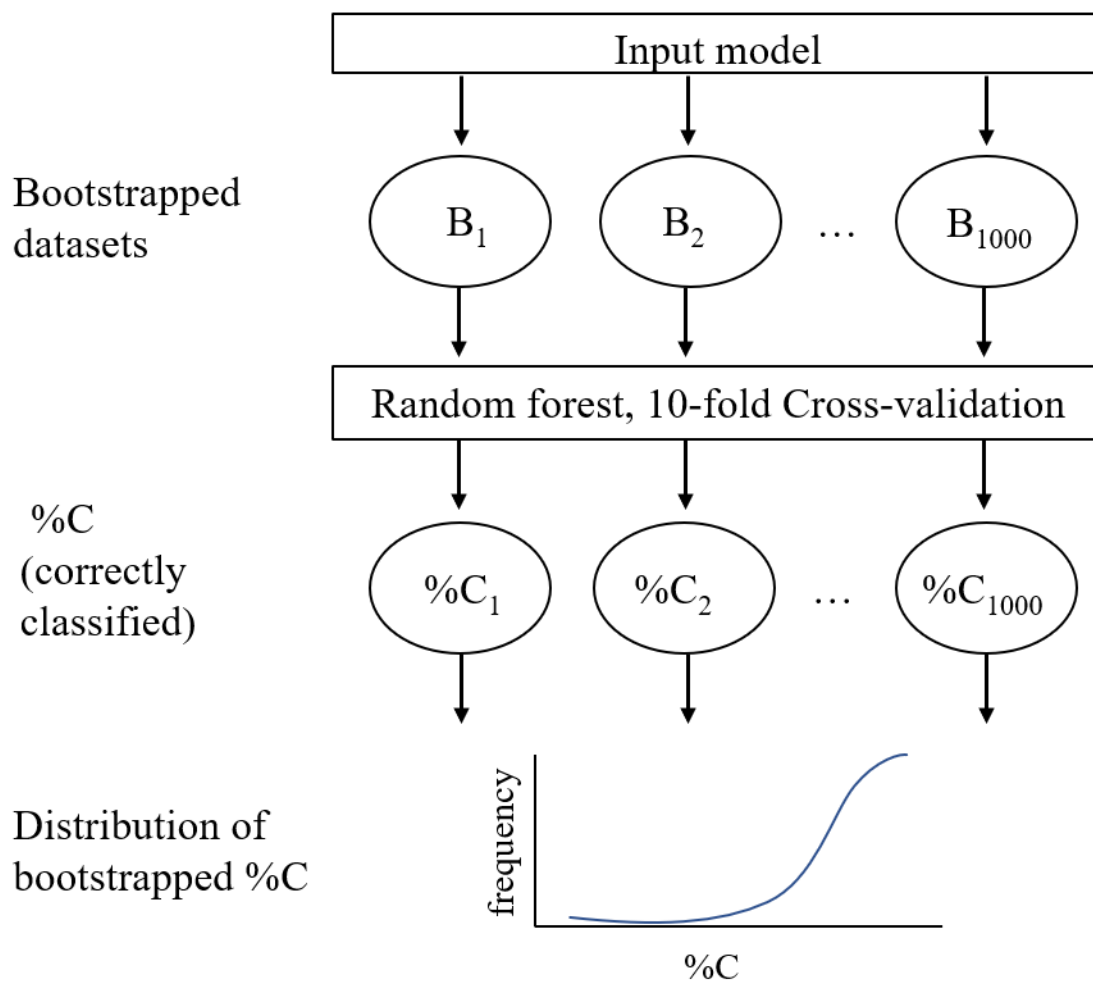 Input model
Bootstrapped
datasets
B1
B2
…
B1000
Random forest, 10-fold Cross-validation
%C
(correctly
classified)
%C1
%C2
…
%C1000
Distribution of
bootstrapped %C
frequency
%C